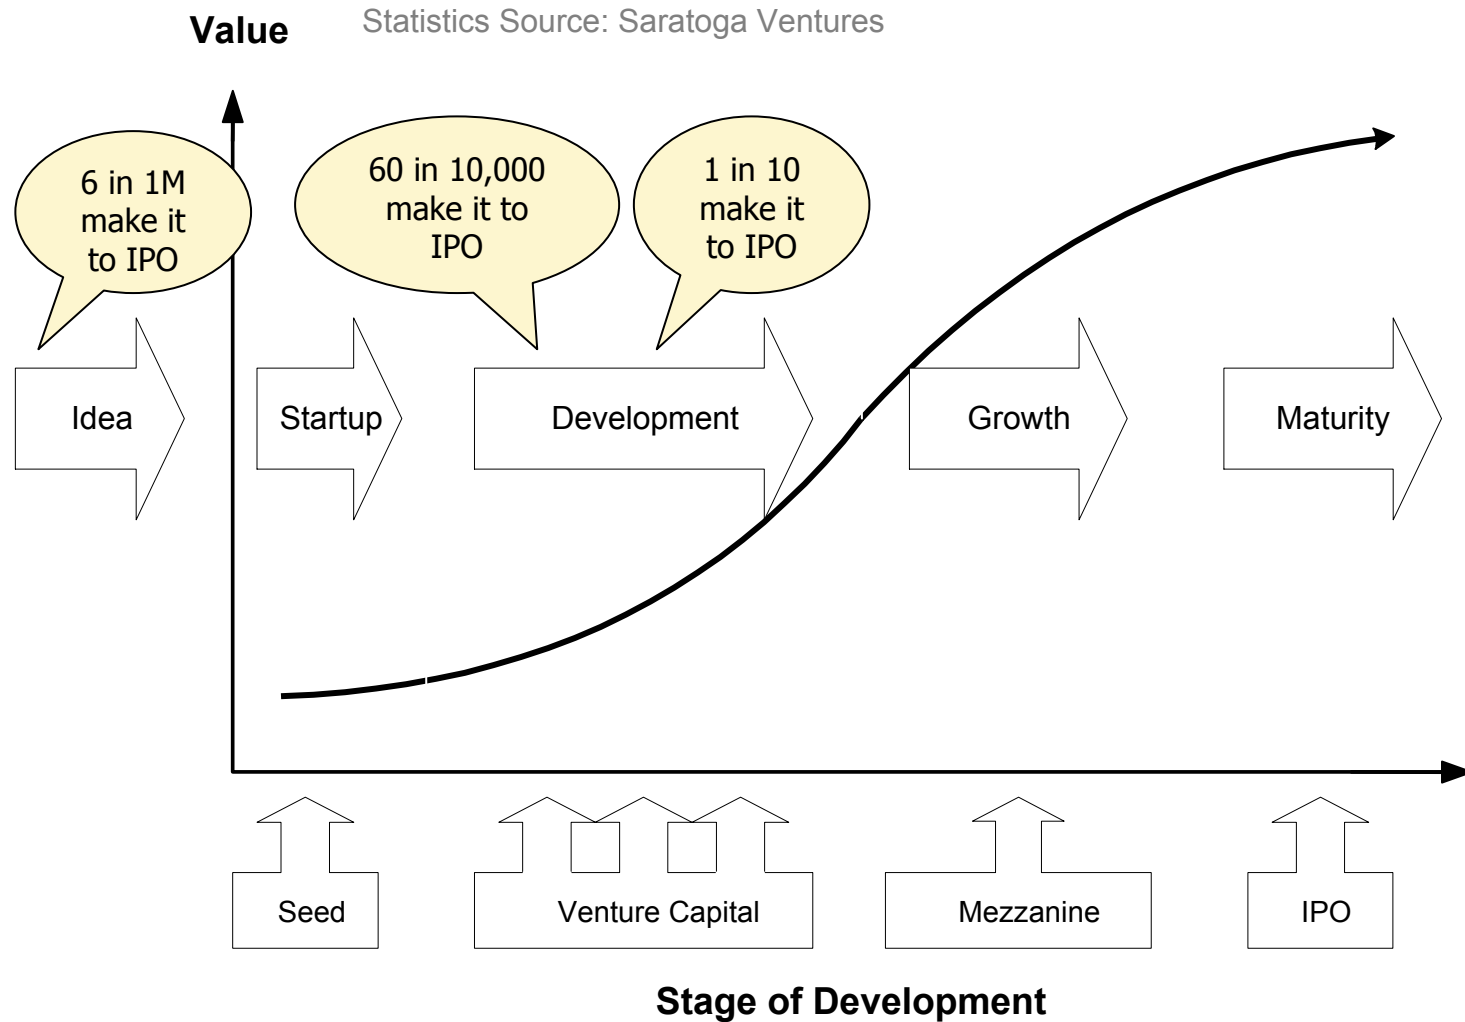 Value
Statistics Source: Saratoga Ventures
6 in 1M
make it
to IPO
60 in 10,000
make it to
IPO
1 in 10
make it
to IPO
Idea
Startup
Development
Growth
Maturity
Seed
Venture Capital
Mezzanine
IPO
Stage of Development